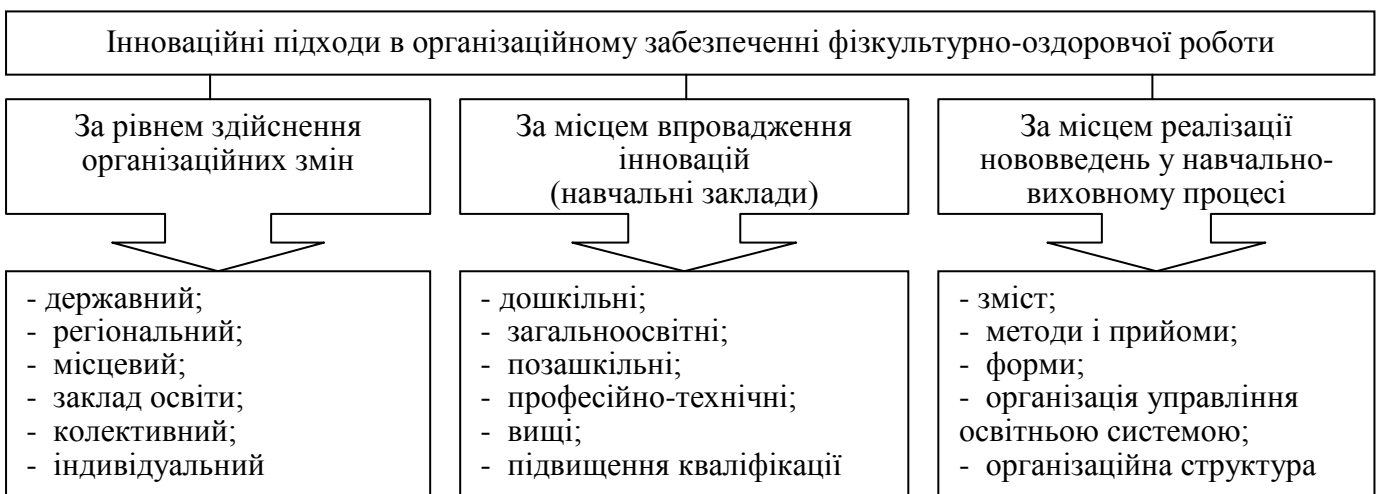 Інноваційні підходи в організаційному забезпеченні фізкультурно-оздоровчої роботи
За рівнем здійснення
організаційних змін
За місцем впровадження
інновацій
(навчальні заклади)
За місцем реалізації
нововведень у навчально-
виховному процесі
- державний;
- регіональний;
- місцевий;
- заклад освіти;
- колективний;
- індивідуальний
- дошкільні;
- загальноосвітні;
- позашкільні;
- професійно-технічні;
- вищі;
- підвищення кваліфікації
- зміст;
- методи і прийоми;
- форми;
- організація управління
освітньою системою;
- організаційна структура